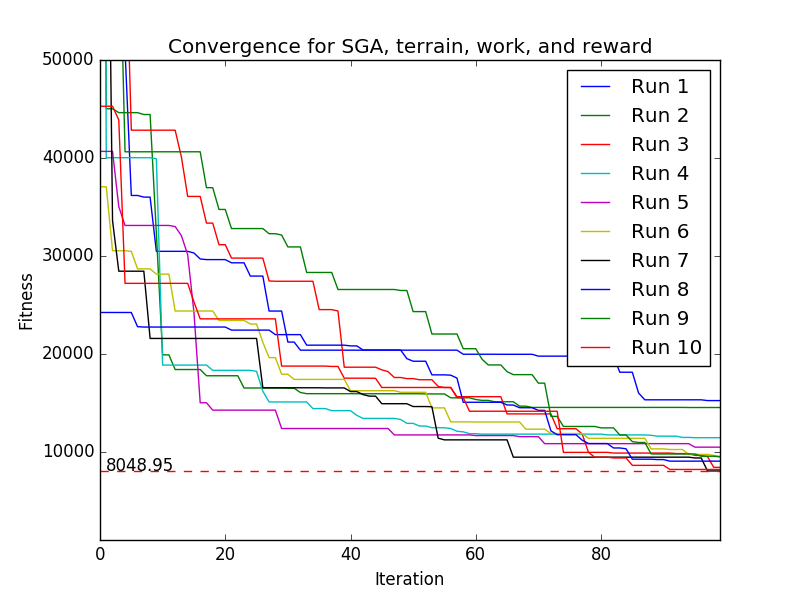 Convergence for SGA, terrain, work, and reward
50000
40000
30000
20000
10000
Fitness
8048.95
0
20
40
60
80
Iteration
Run 1
Run 2
Run 3
Run 4
Run 5
Run 6
Run 7
Run 8
Run 9
Run 10